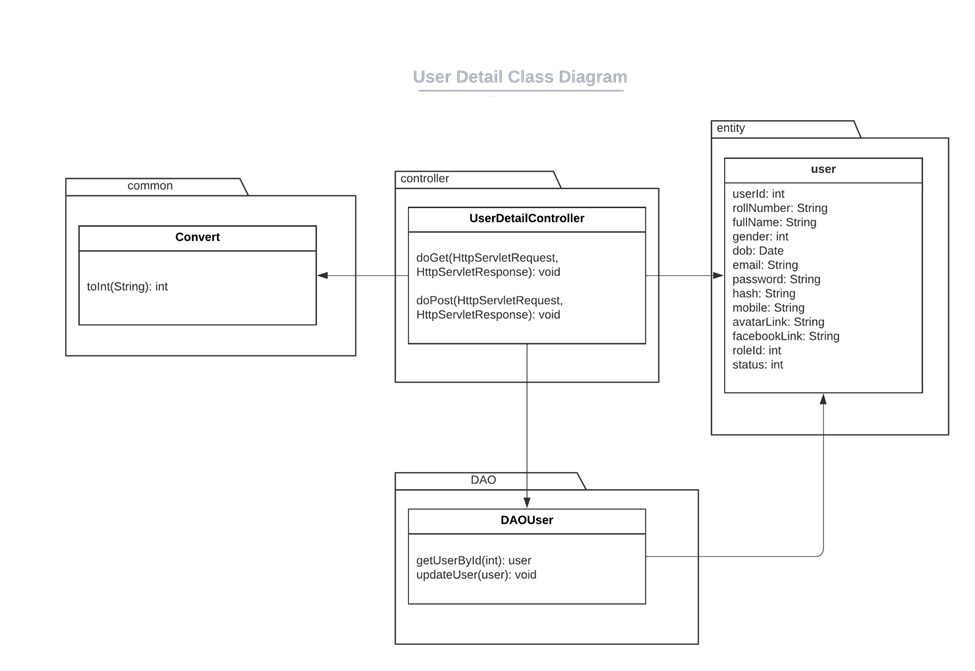 User Detail Class Diagram
common
Convert
toInt(String): int
controller
UserDetailController
doGet(HttpServletRequest,
HttpServletResponse): void
doPost(HttpServletRequest,
HttpServletResponse): void
entity
user
userId: int
rollNumber: String
fullName: String
gender: int
dob: Date
email: String
password: String
hash: String
mobile: String
avatarLink: String
facebookLink: String
roleId: int
status: int
DAO
DAOUser
getUserById(int): user
updateUser(user): void